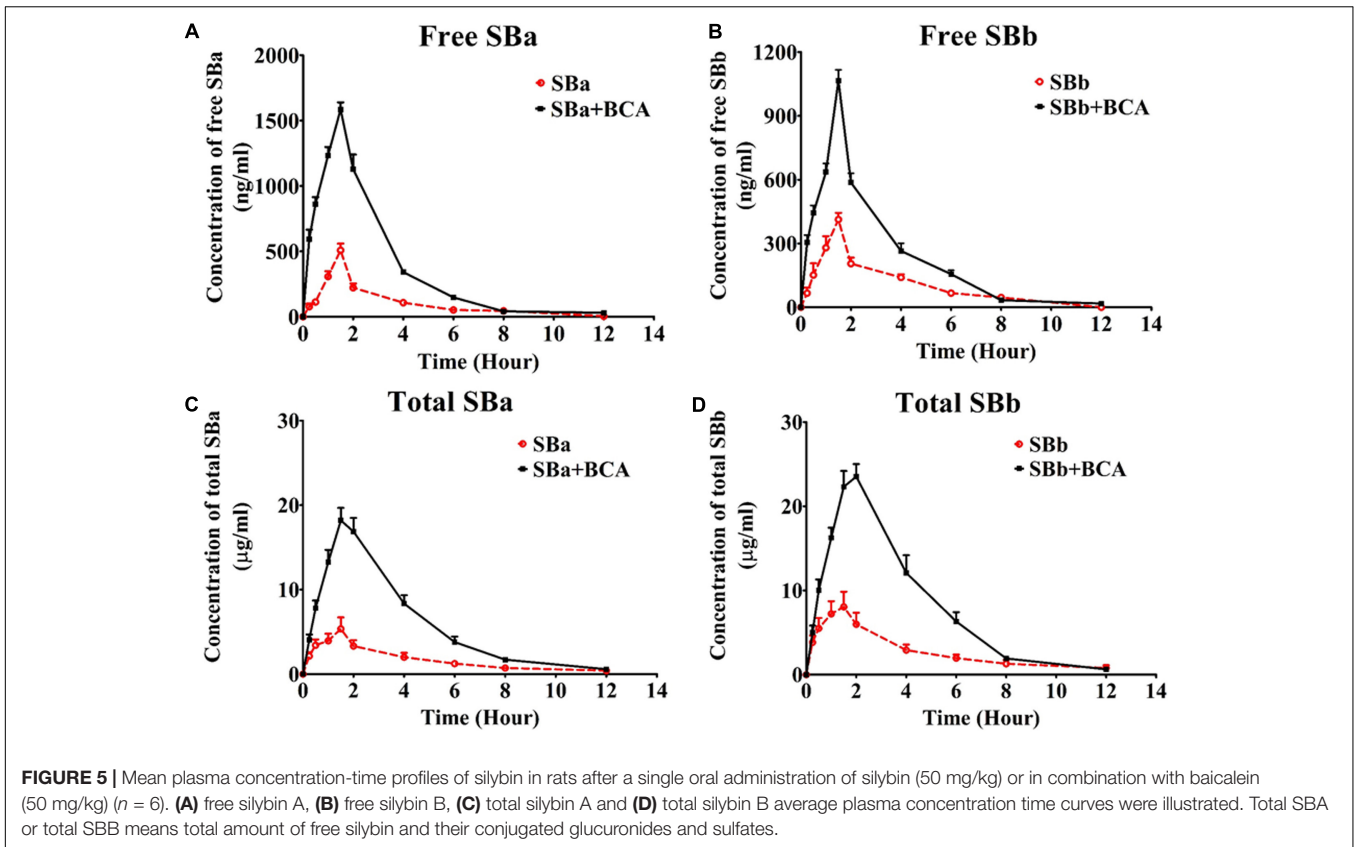 A
Free SBa
Concentration of free SBa
(ng/ml)
2000
1500
1000
500
0
SBa
SBa+BCA
0 2 4 6 8 10 12 14
Time (Hour)
B
Free SBb
Concentration of free SBb
(ng/ml)
1200
900
600
300
0
SBb
SBb+BCA
0 2 4 6 8 10 12 14
Time (Hour)
C
Total SBa
Concentration of total SBa
(μg/ml)
30
20
10
0
SBa
SBa+BCA
0 2 4 6 8 10 12 14
Time (Hour)
D
Total SBb
Concentration of total SBb
(μg/ml)
30
20
10
0
SBb
SBb+BCA
0 2 4 6 8 10 12 14
Time (Hour)
FIGURE 5 | Mean plasma concentration-time profiles of silybin in rats after a single oral administration of silybin (50 mg/kg) or in combination with baicalein
(50 mg/kg) (n = 6). (A) free silybin A, (B) free silybin B, (C) total silybin A and (D) total silybin B average plasma concentration time curves were illustrated. Total SBA
or total SBB means total amount of free silybin and their conjugated glucuronides and sulfates.